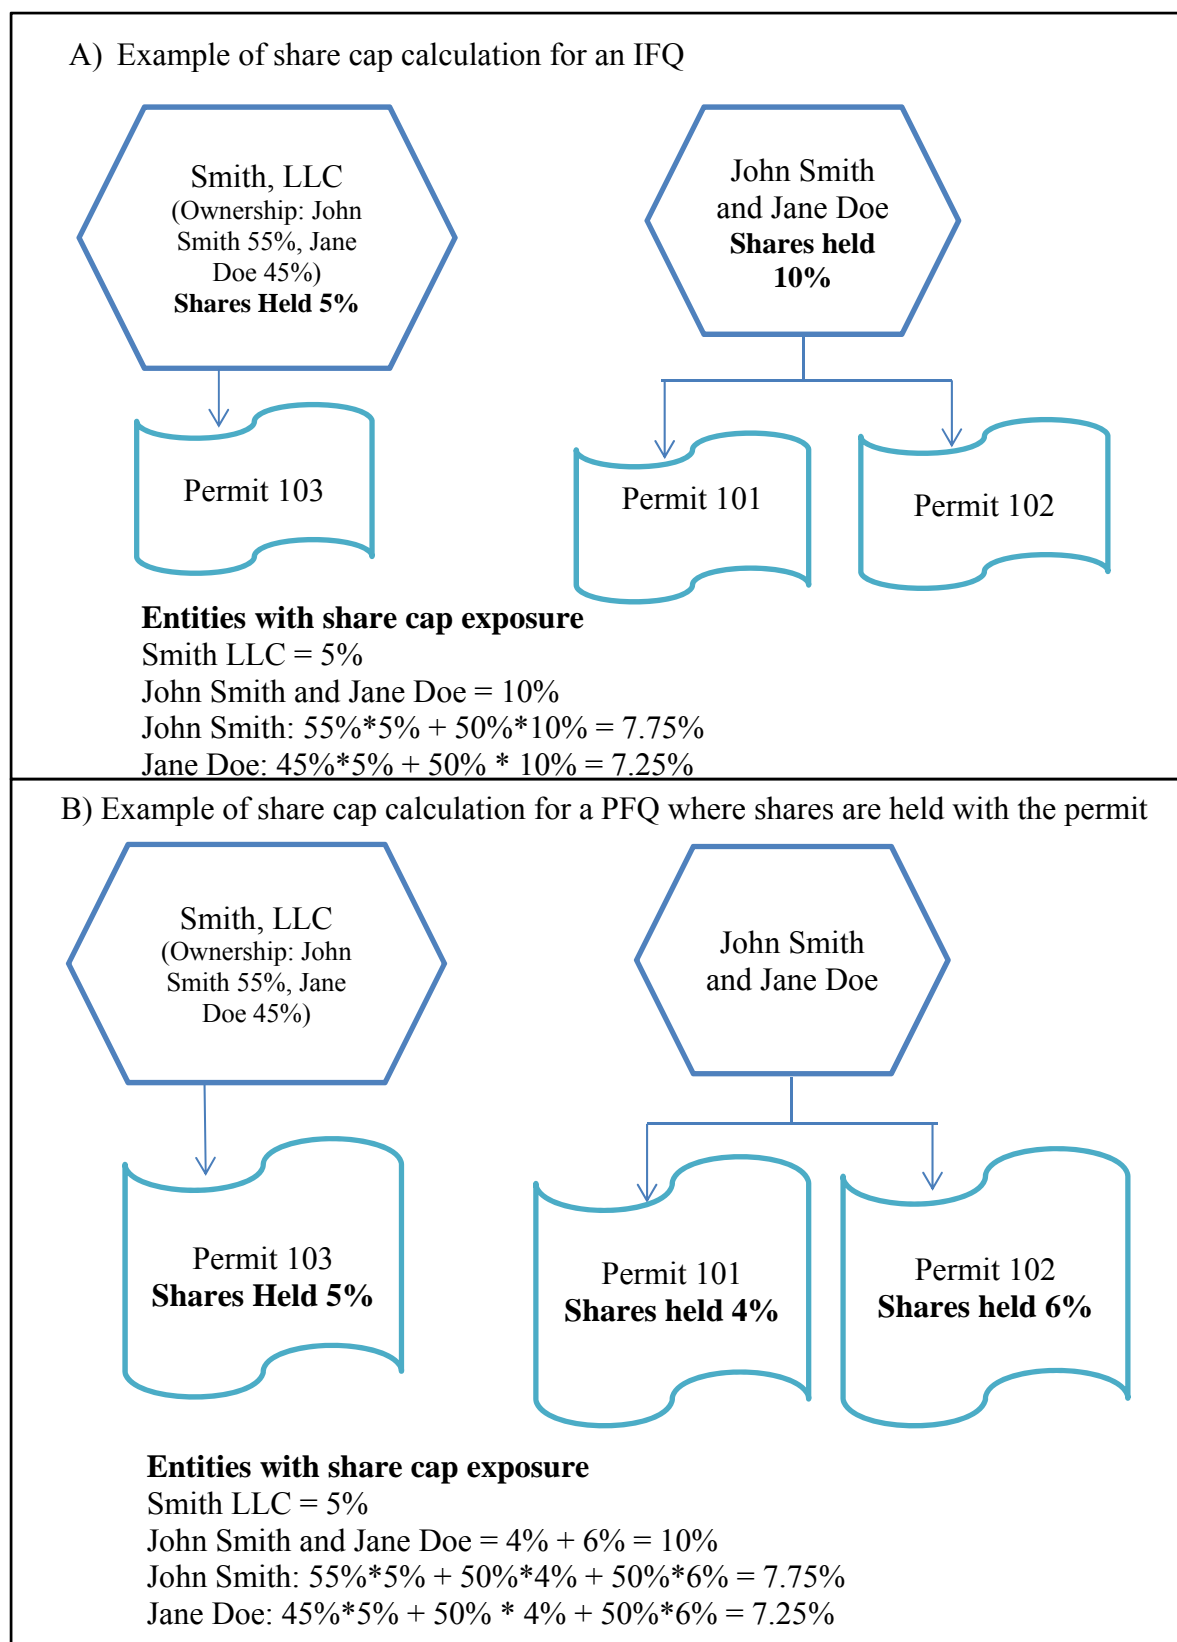 A) Example of share cap calculation for an IFQ
Smith, LLC
(Ownership: John
Smith 55%, Jane
Doe 45%)
Shares Held 5%
John Smith
and Jane Doe
Shares held
10%
Permit 103
Permit 101
Permit 102
Entities with share cap exposure
Smith LLC = 5%
John Smith and Jane Doe = 10%
John Smith: 55%*5% + 50%*10% = 7.75%
Jane Doe: 45%*5% + 50% * 10% = 7.25%
B) Example of share cap calculation for a PFQ where shares are held with the permit
Smith, LLC
(Ownership: John
Smith 55%, Jane
Doe 45%)
John Smith
and Jane Doe
Permit 103
Shares Held 5%
Permit 101
Shares held 4%
Permit 102
Shares held 6%
Entities with share cap exposure
Smith LLC = 5%
John Smith and Jane Doe = 4% + 6% = 10%
John Smith: 55%*5% + 50%*4% + 50%*6% = 7.75%
Jane Doe: 45%*5% + 50% * 4% + 50%*6% = 7.25%